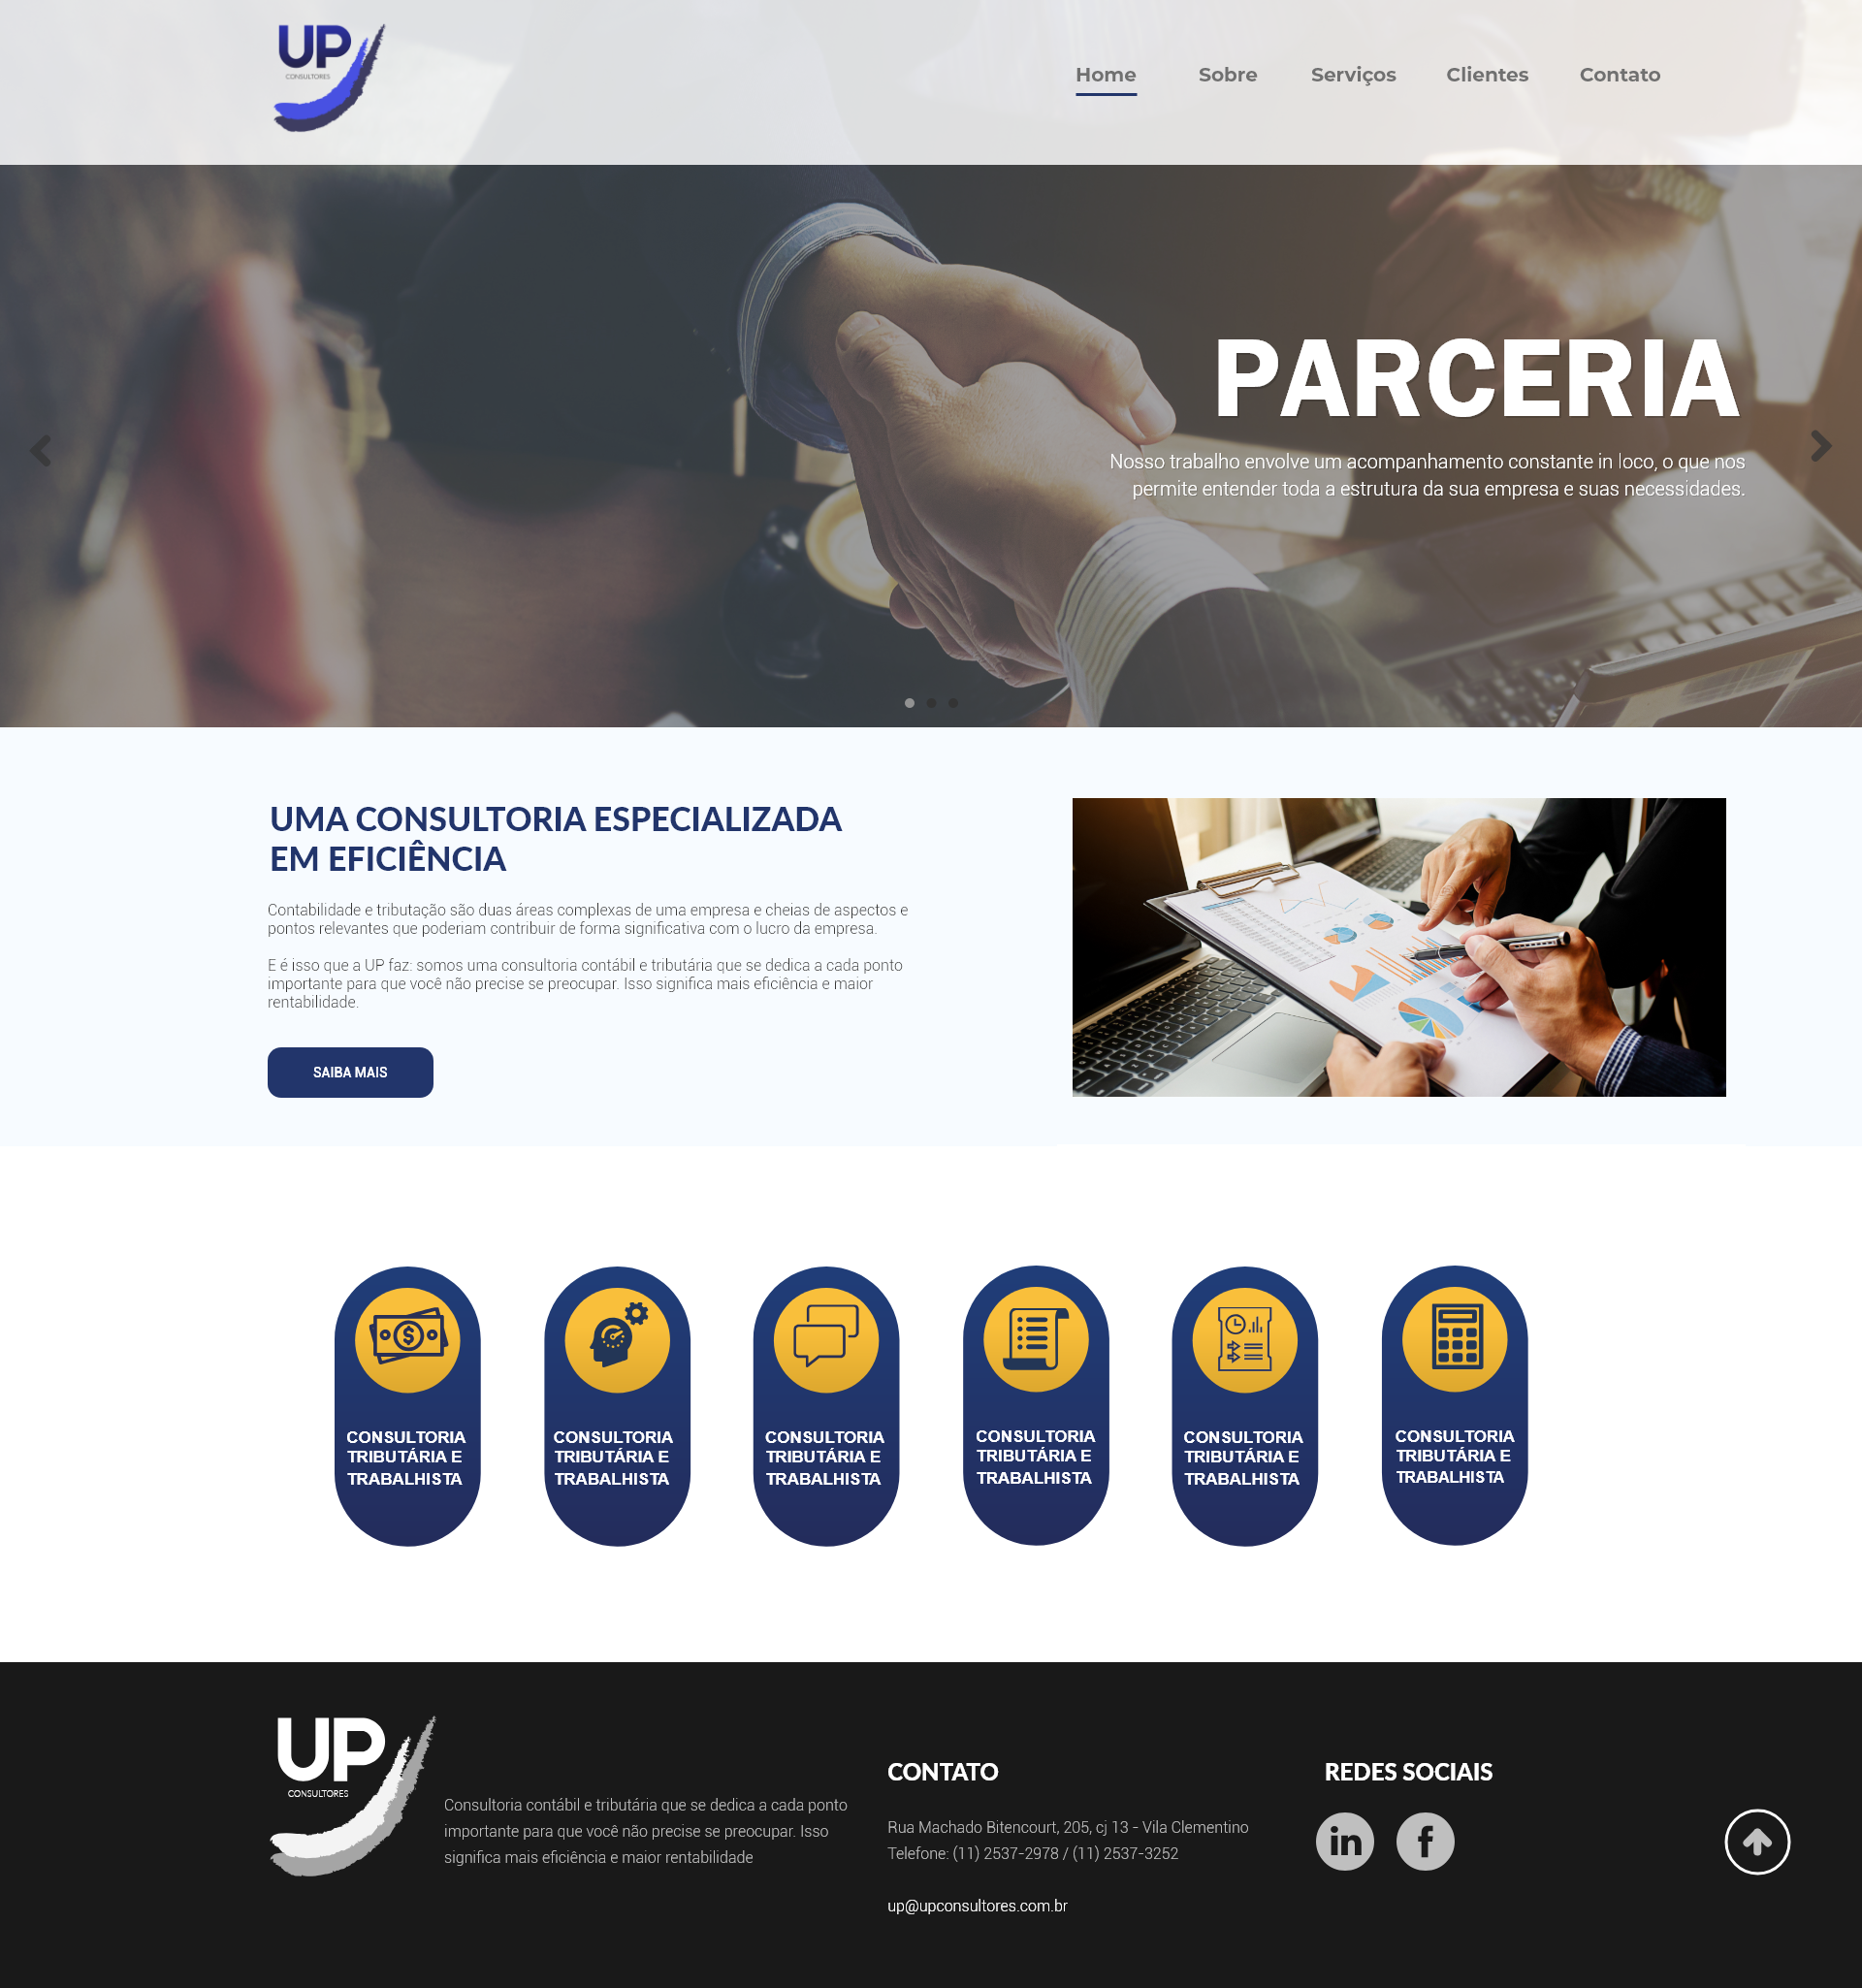 UP
CONSULTORES
Home Sobre Serviços Clientes Contato
PARCERIA
Nosso trabalho envolve um acompanhamento constante in loco, o que nos
permite entender toda a estrutura da sua empresa e suas necessidades.
UMA CONSULTORIA ESPECIALIZADA
EM EFICIÊNCIA
Contabilidade e tributação são duas áreas complexas de uma empresa e cheias de aspectos e
pontos relevantes que poderiam contribuir de forma significativa com o lucro da empresa.
E é isso que a UP faz: somos uma consultoria contábil e tributária que se dedica a cada ponto
importante para que você não precise se preocupar. Isso significa mais eficiência e maior
rentabilidade.
SAIBA MAIS
CONSULTORIA
TRIBUTÁRIA E
TRABALHISTA
CONSULTORIA
TRIBUTÁRIA E
TRABALHISTA
CONSULTORIA
TRIBUTÁRIA E
TRABALHISTA
CONSULTORIA
TRIBUTÁRIA E
TRABALHISTA
CONSULTORIA
TRIBUTÁRIA E
TRABALHISTA
CONSULTORIA
TRIBUTÁRIA E
TRABALHISTA
UP
CONSULTORES
Consultoria contábil e tributária que se dedica a cada ponto
importante para que você não precise se preocupar. Isso
significa mais eficiência e maior rentabilidade
CONTATO
Rua Machado Bitencourt, 205, cj 13 - Vila Clementino
Telefone: (11) 2537-2978 / (11) 2537-3252
up@upconsultores.com.br
REDES SOCIAIS
in f